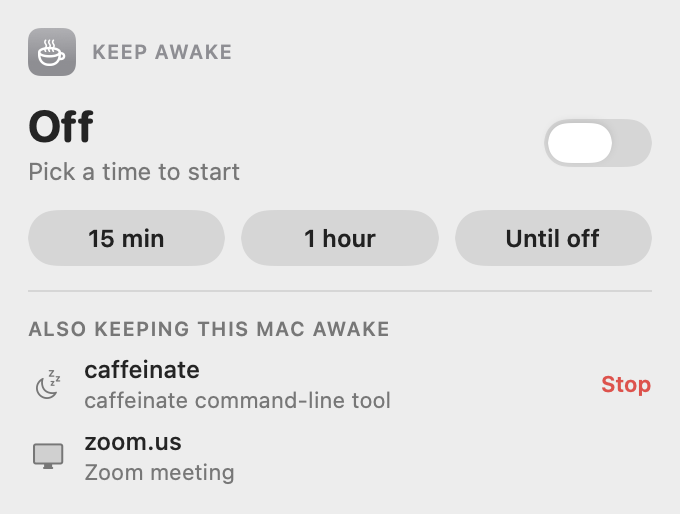 KEEP AWAKE
Off
Pick a time to start
15 min
1 hour
Until off
ALSO KEEPING THIS MAC AWAKE
caffeinate
caffeinate command-line tool
Stop
zoom.us
Zoom meeting